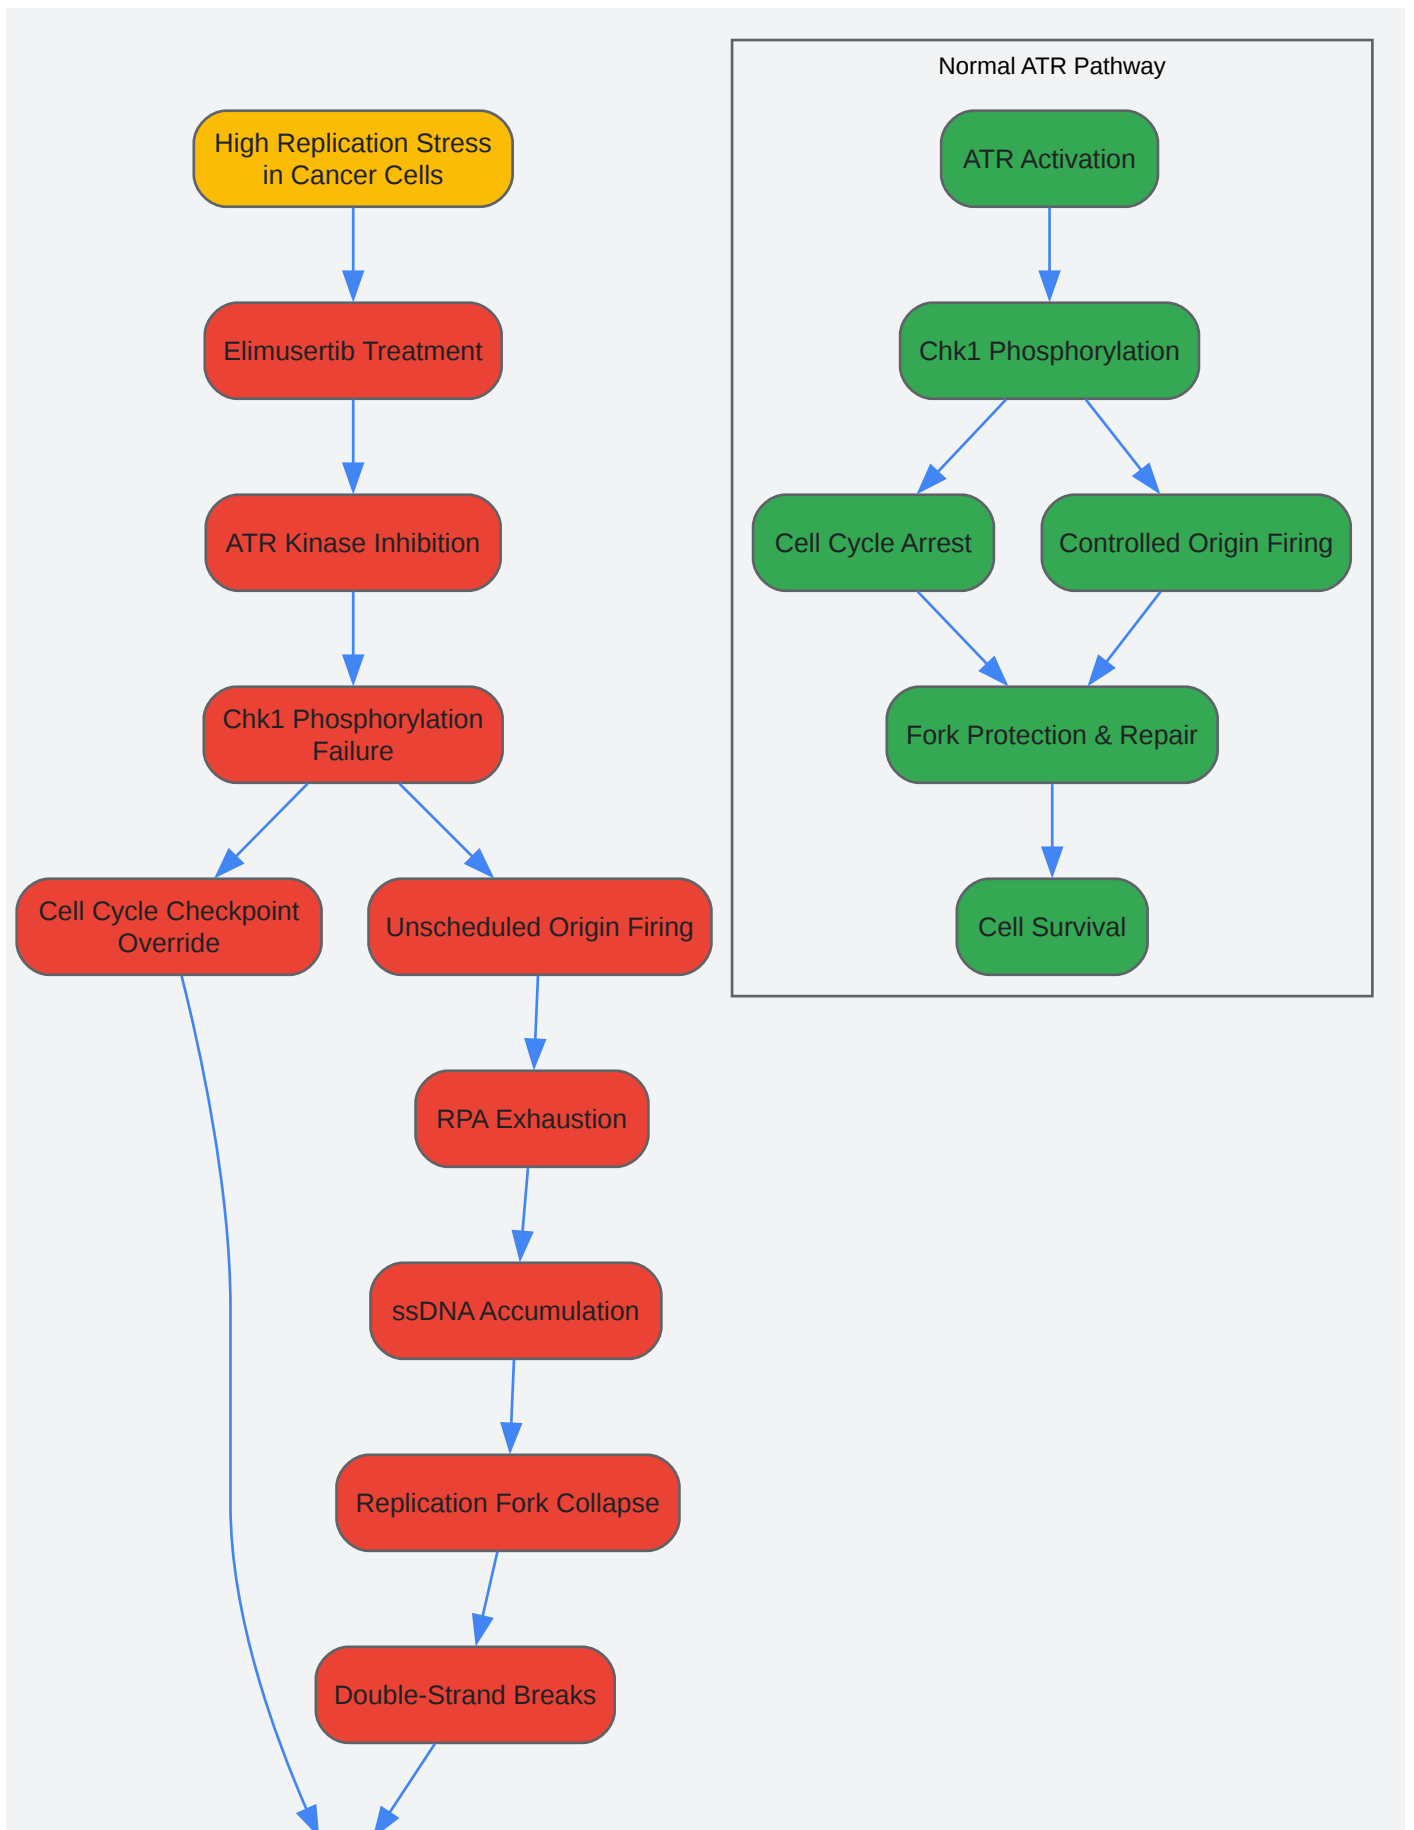 High Replication Stress
in Cancer Cells
Elimusertib Treatment
ATR Kinase Inhibition
Chk1 Phosphorylation
Failure
Cell Cycle Checkpoint
Override
Unscheduled Origin Firing
RPA Exhaustion
ssDNA Accumulation
Replication Fork Collapse
Double-Strand Breaks
Normal ATR Pathway
ATR Activation
Chk1 Phosphorylation
Cell Cycle Arrest
Controlled Origin Firing
Fork Protection & Repair
Cell Survival